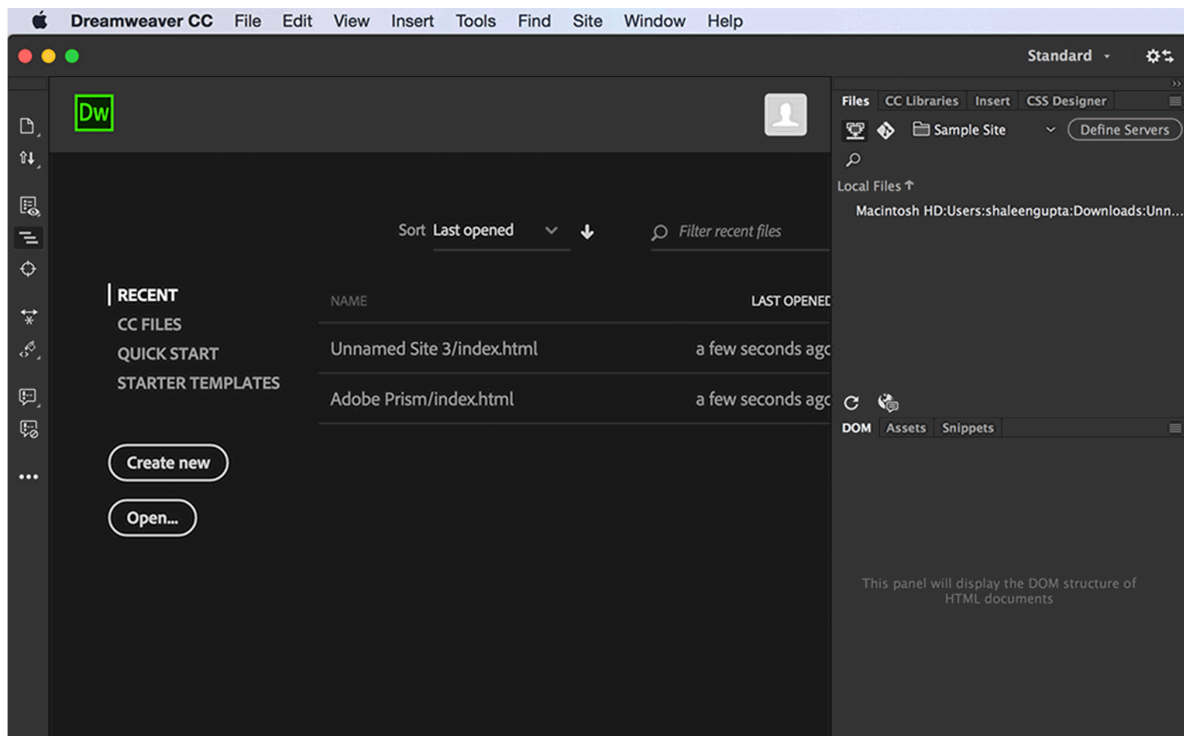 Dreamweaver CC File Edit View Insert Tools Find Site Window Help
Standard
Dw
Files CC Libraries Insert CSS Designer
Sample Site Define Servers
Local Files
Macintosh HD:Users:shaleengupta:Downloads:Unn...
Sort Last opened Filter recent files
RECENT
CC FILES
QUICK START
STARTER TEMPLATES
NAME LAST OPENED
Unnamed Site 3/index.html a few seconds ago
Adobe Prism/index.html a few seconds ago
Create new
Open...
DOM Assets Snippets
This panel will display the DOM structure of
HTML documents